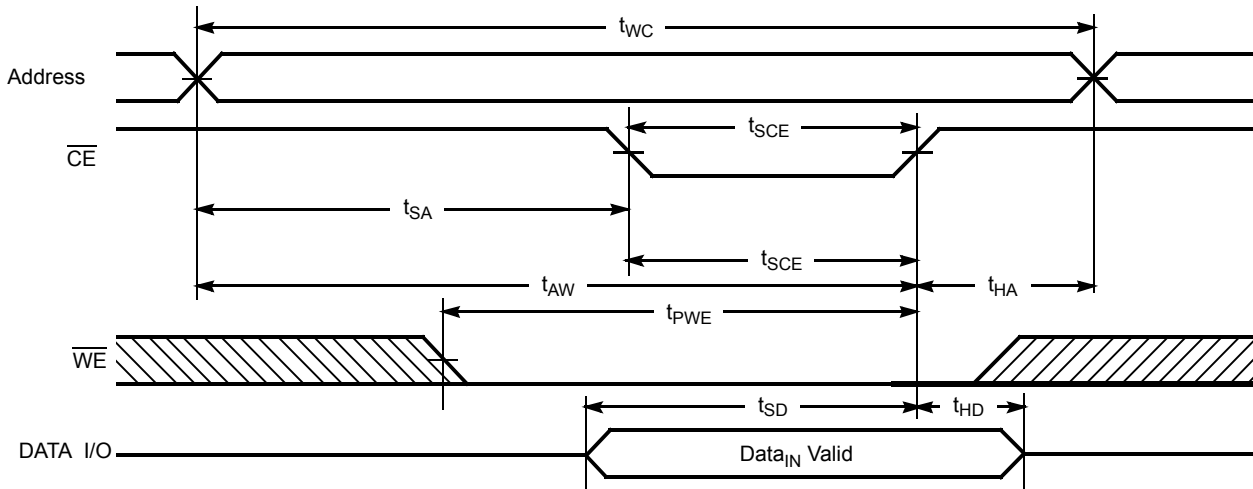 tWC
Address
tSCE
CE
tSA
tSCE
tAW
tHA
tPWE
WE
tSD
tHD
DATA I/O
DataIN Valid